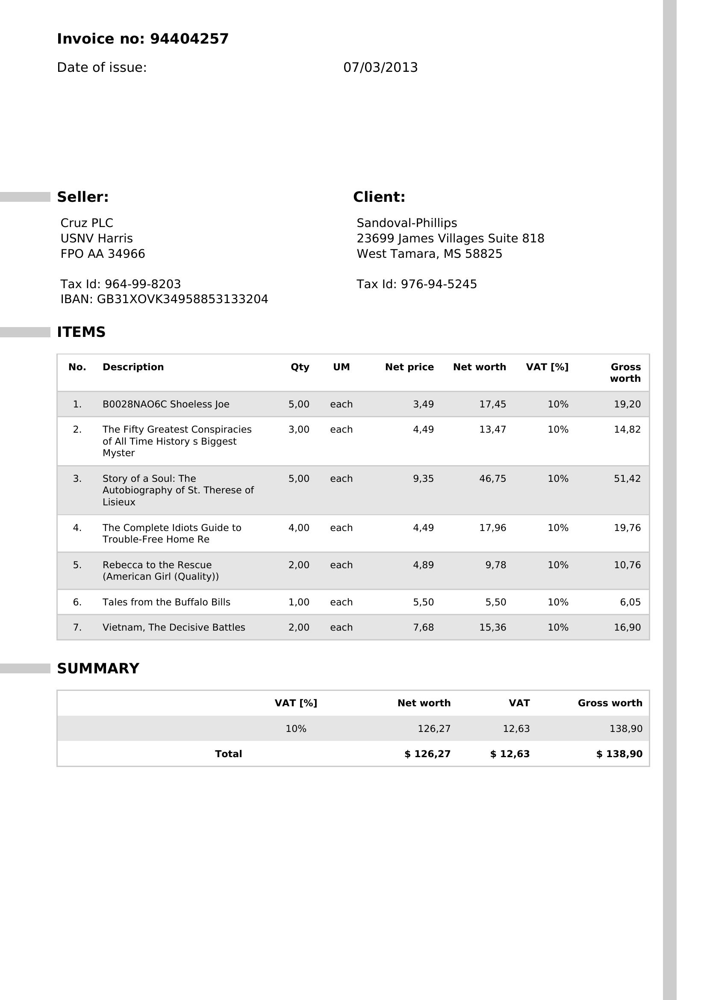 Invoice no: 94404257
Date of issue: 07/03/2013
Seller: Client:
Cruz PLC Sandoval-Phillips
USNV Harris 23699 James Villages Suite 818
FPO AA 34966 West Tamara, MS 58825
Tax Id: 964-99-8203 Tax Id: 976-94-5245
IBAN: GB31XOVK34958853133204
ITEMS
No. Description Qty UM Net price Net worth VAT [%] Gross
worth
1. B0028NAO6C Shoeless Joe 5,00 each 3,49 17,45 10% 19,20
2. The Fifty Greatest Conspiracies 3,00 each 4,49 13,47 10% 14,82
of All Time History s Biggest
Myster
3. Story of a Soul: The 5,00 each 9,35 46,75 10% 51,42
Autobiography of St. Therese of
Lisieux
4. The Complete Idiots Guide to 4,00 each 4,49 17,96 10% 19,76
Trouble-Free Home Re
5. Rebecca to the Rescue 2,00 each 4,89 9,78 10% 10,76
(American Girl (Quality))
6. Tales from the Buffalo Bills 1,00 each 5,50 5,50 10% 6,05
7. Vietnam, The Decisive Battles 2,00 each 7,68 15,36 10% 16,90
SUMMARY
VAT [%] Net worth VAT Gross worth
10% 126,27 12,63 138,90
Total $ 126,27 $ 12,63 $ 138,90